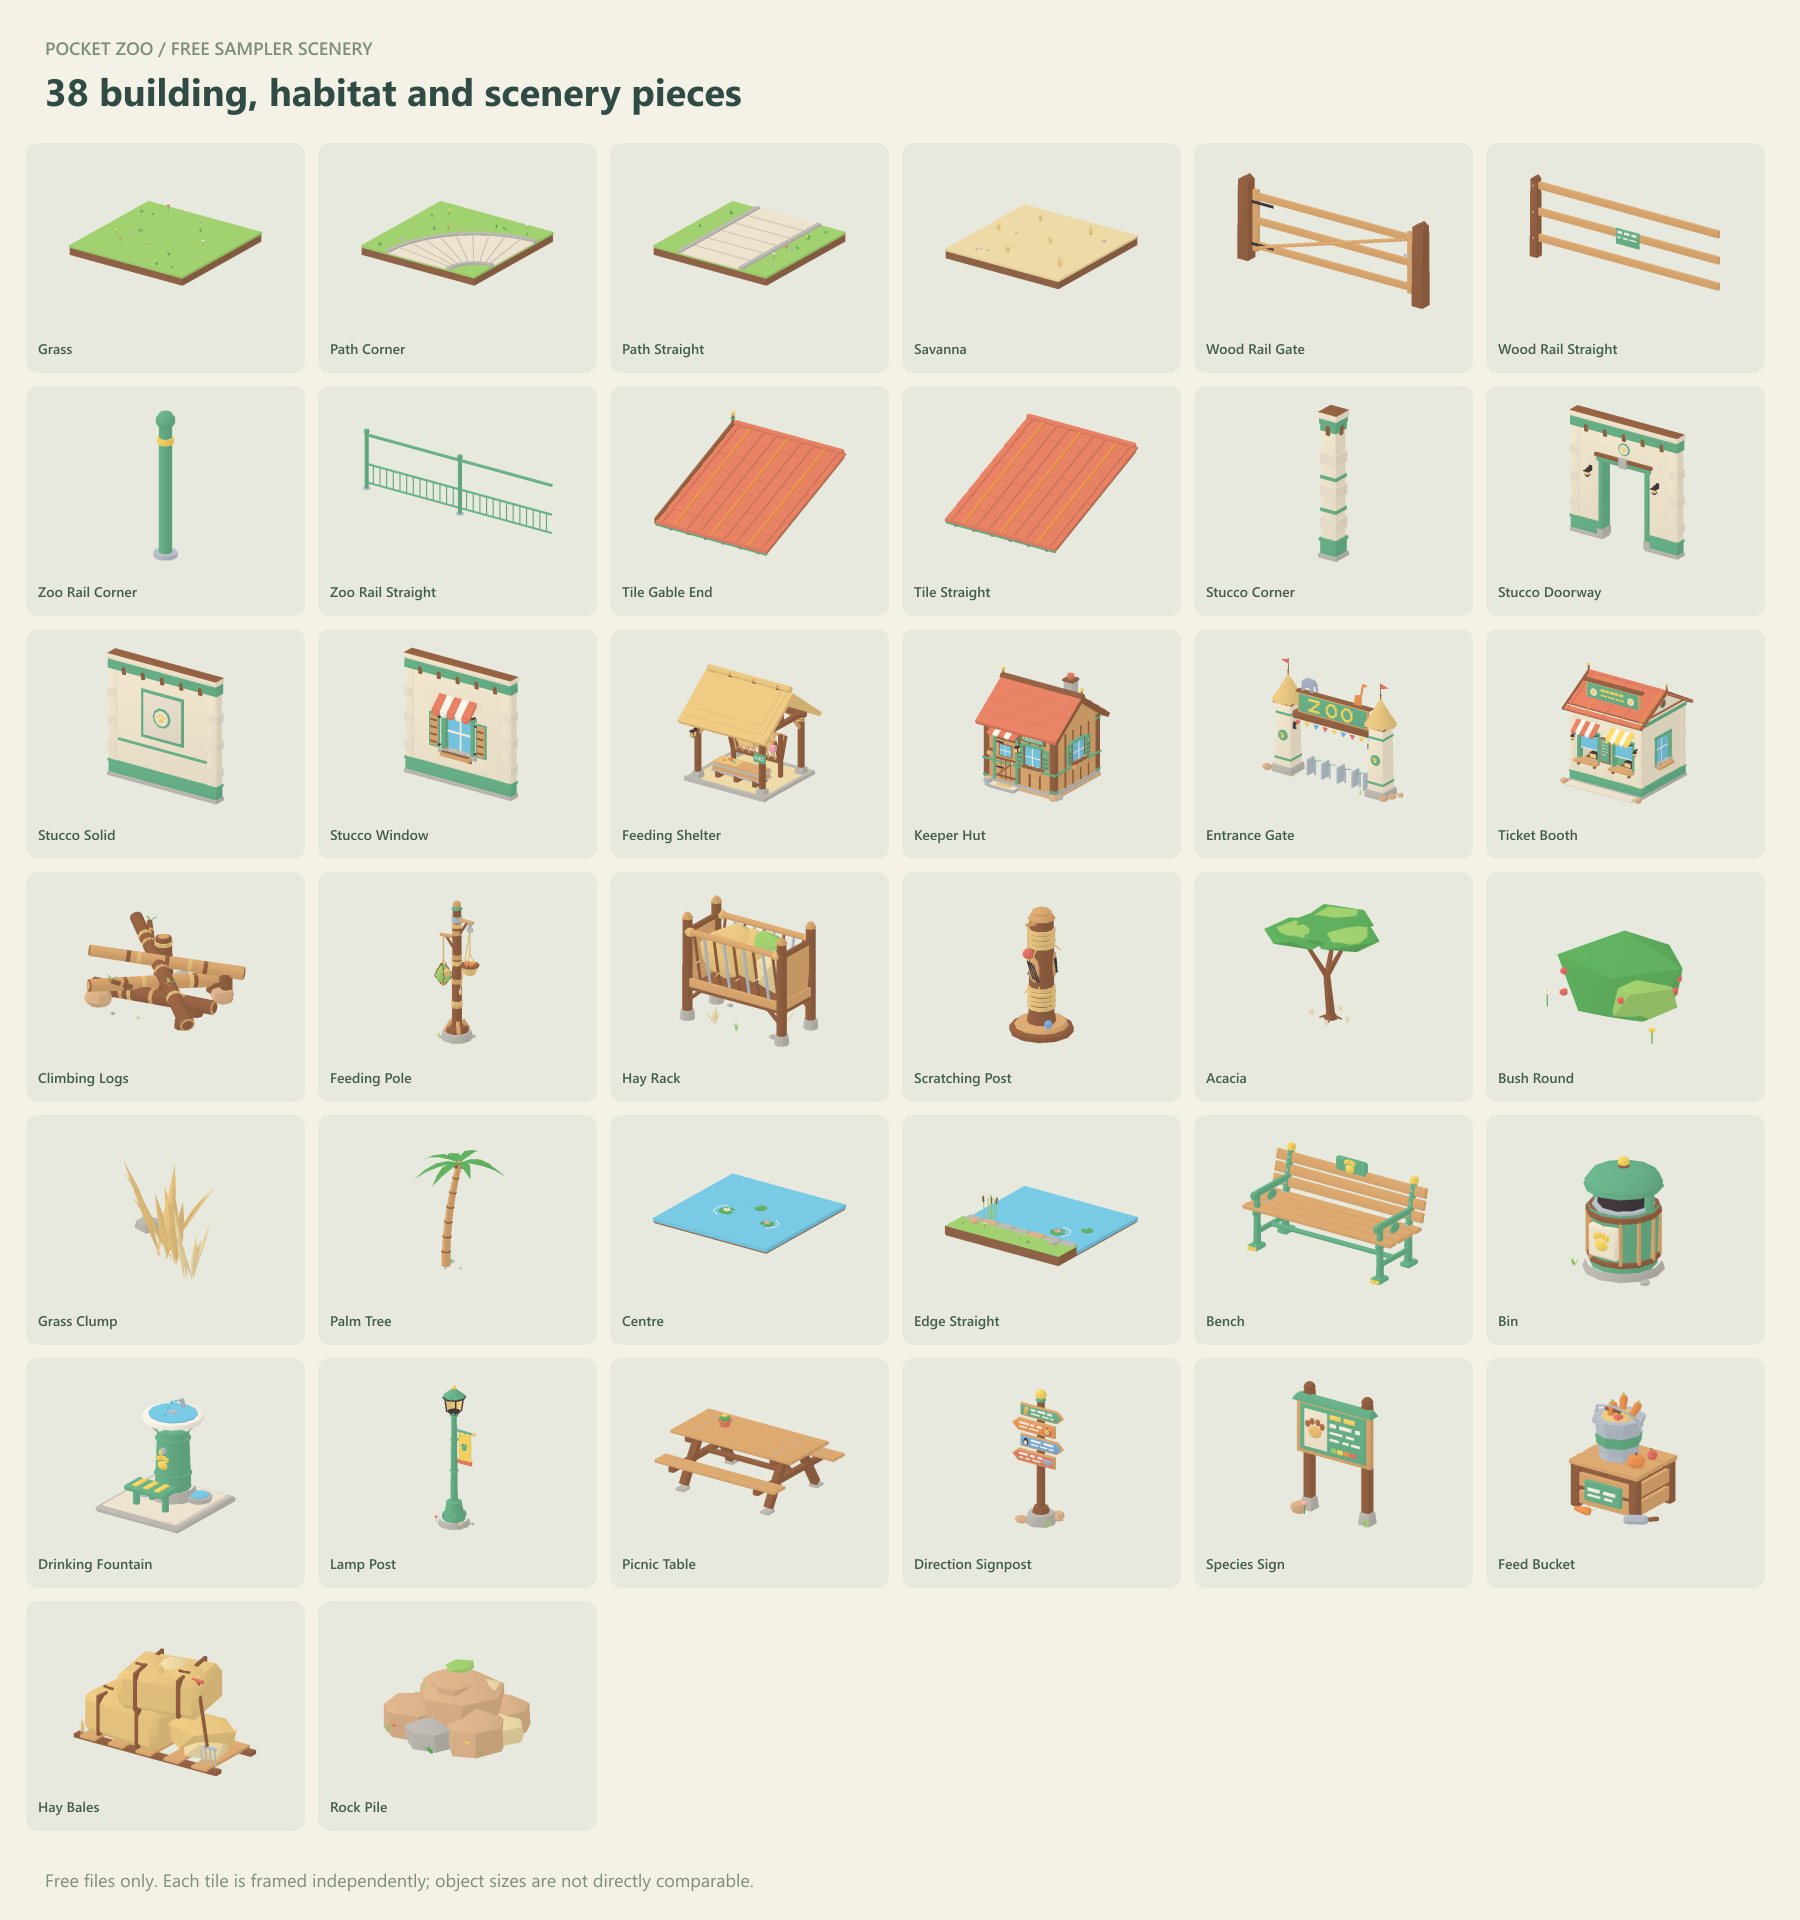 POCKET ZOO / FREE SAMPLER SCENERY
38 building, habitat and scenery pieces
Grass
Path Corner
Path Straight
Savanna
Wood Rail Gate
Wood Rail Straight
Zoo Rail Corner
Zoo Rail Straight
Tile Gable End
Tile Straight
Stucco Corner
Stucco Doorway
ZOO
Stucco Solid
Stucco Window
Feeding Shelter
Keeper Hut
Entrance Gate
Ticket Booth
Climbing Logs
Feeding Pole
Hay Rack
Scratching Post
Acacia
Bush Round
Grass Clump
Palm Tree
Centre
Edge Straight
Bench
Bin
Drinking Fountain
Lamp Post
Picnic Table
Direction Signpost
Species Sign
Feed Bucket
Hay Bales
Rock Pile
Free files only. Each tile is framed independently; object sizes are not directly comparable.